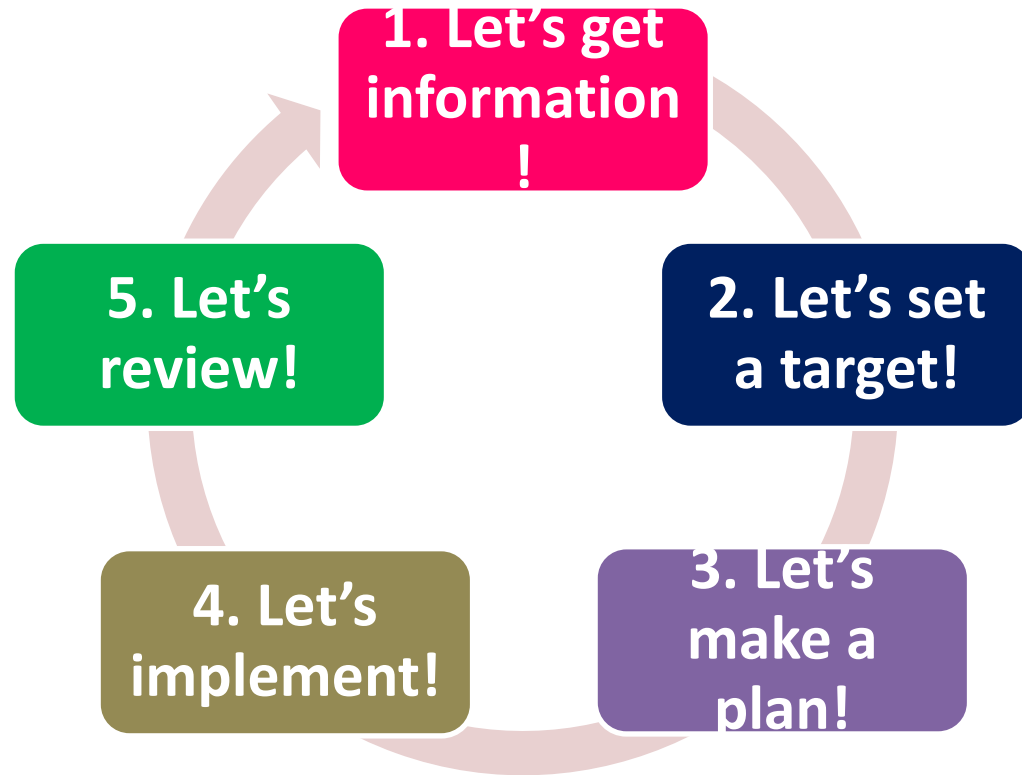 1. Let’s get
information
!
2. Let’s set
a target!
3. Let’s
make a
plan!
4. Let’s
implement!
5. Let’s
review!